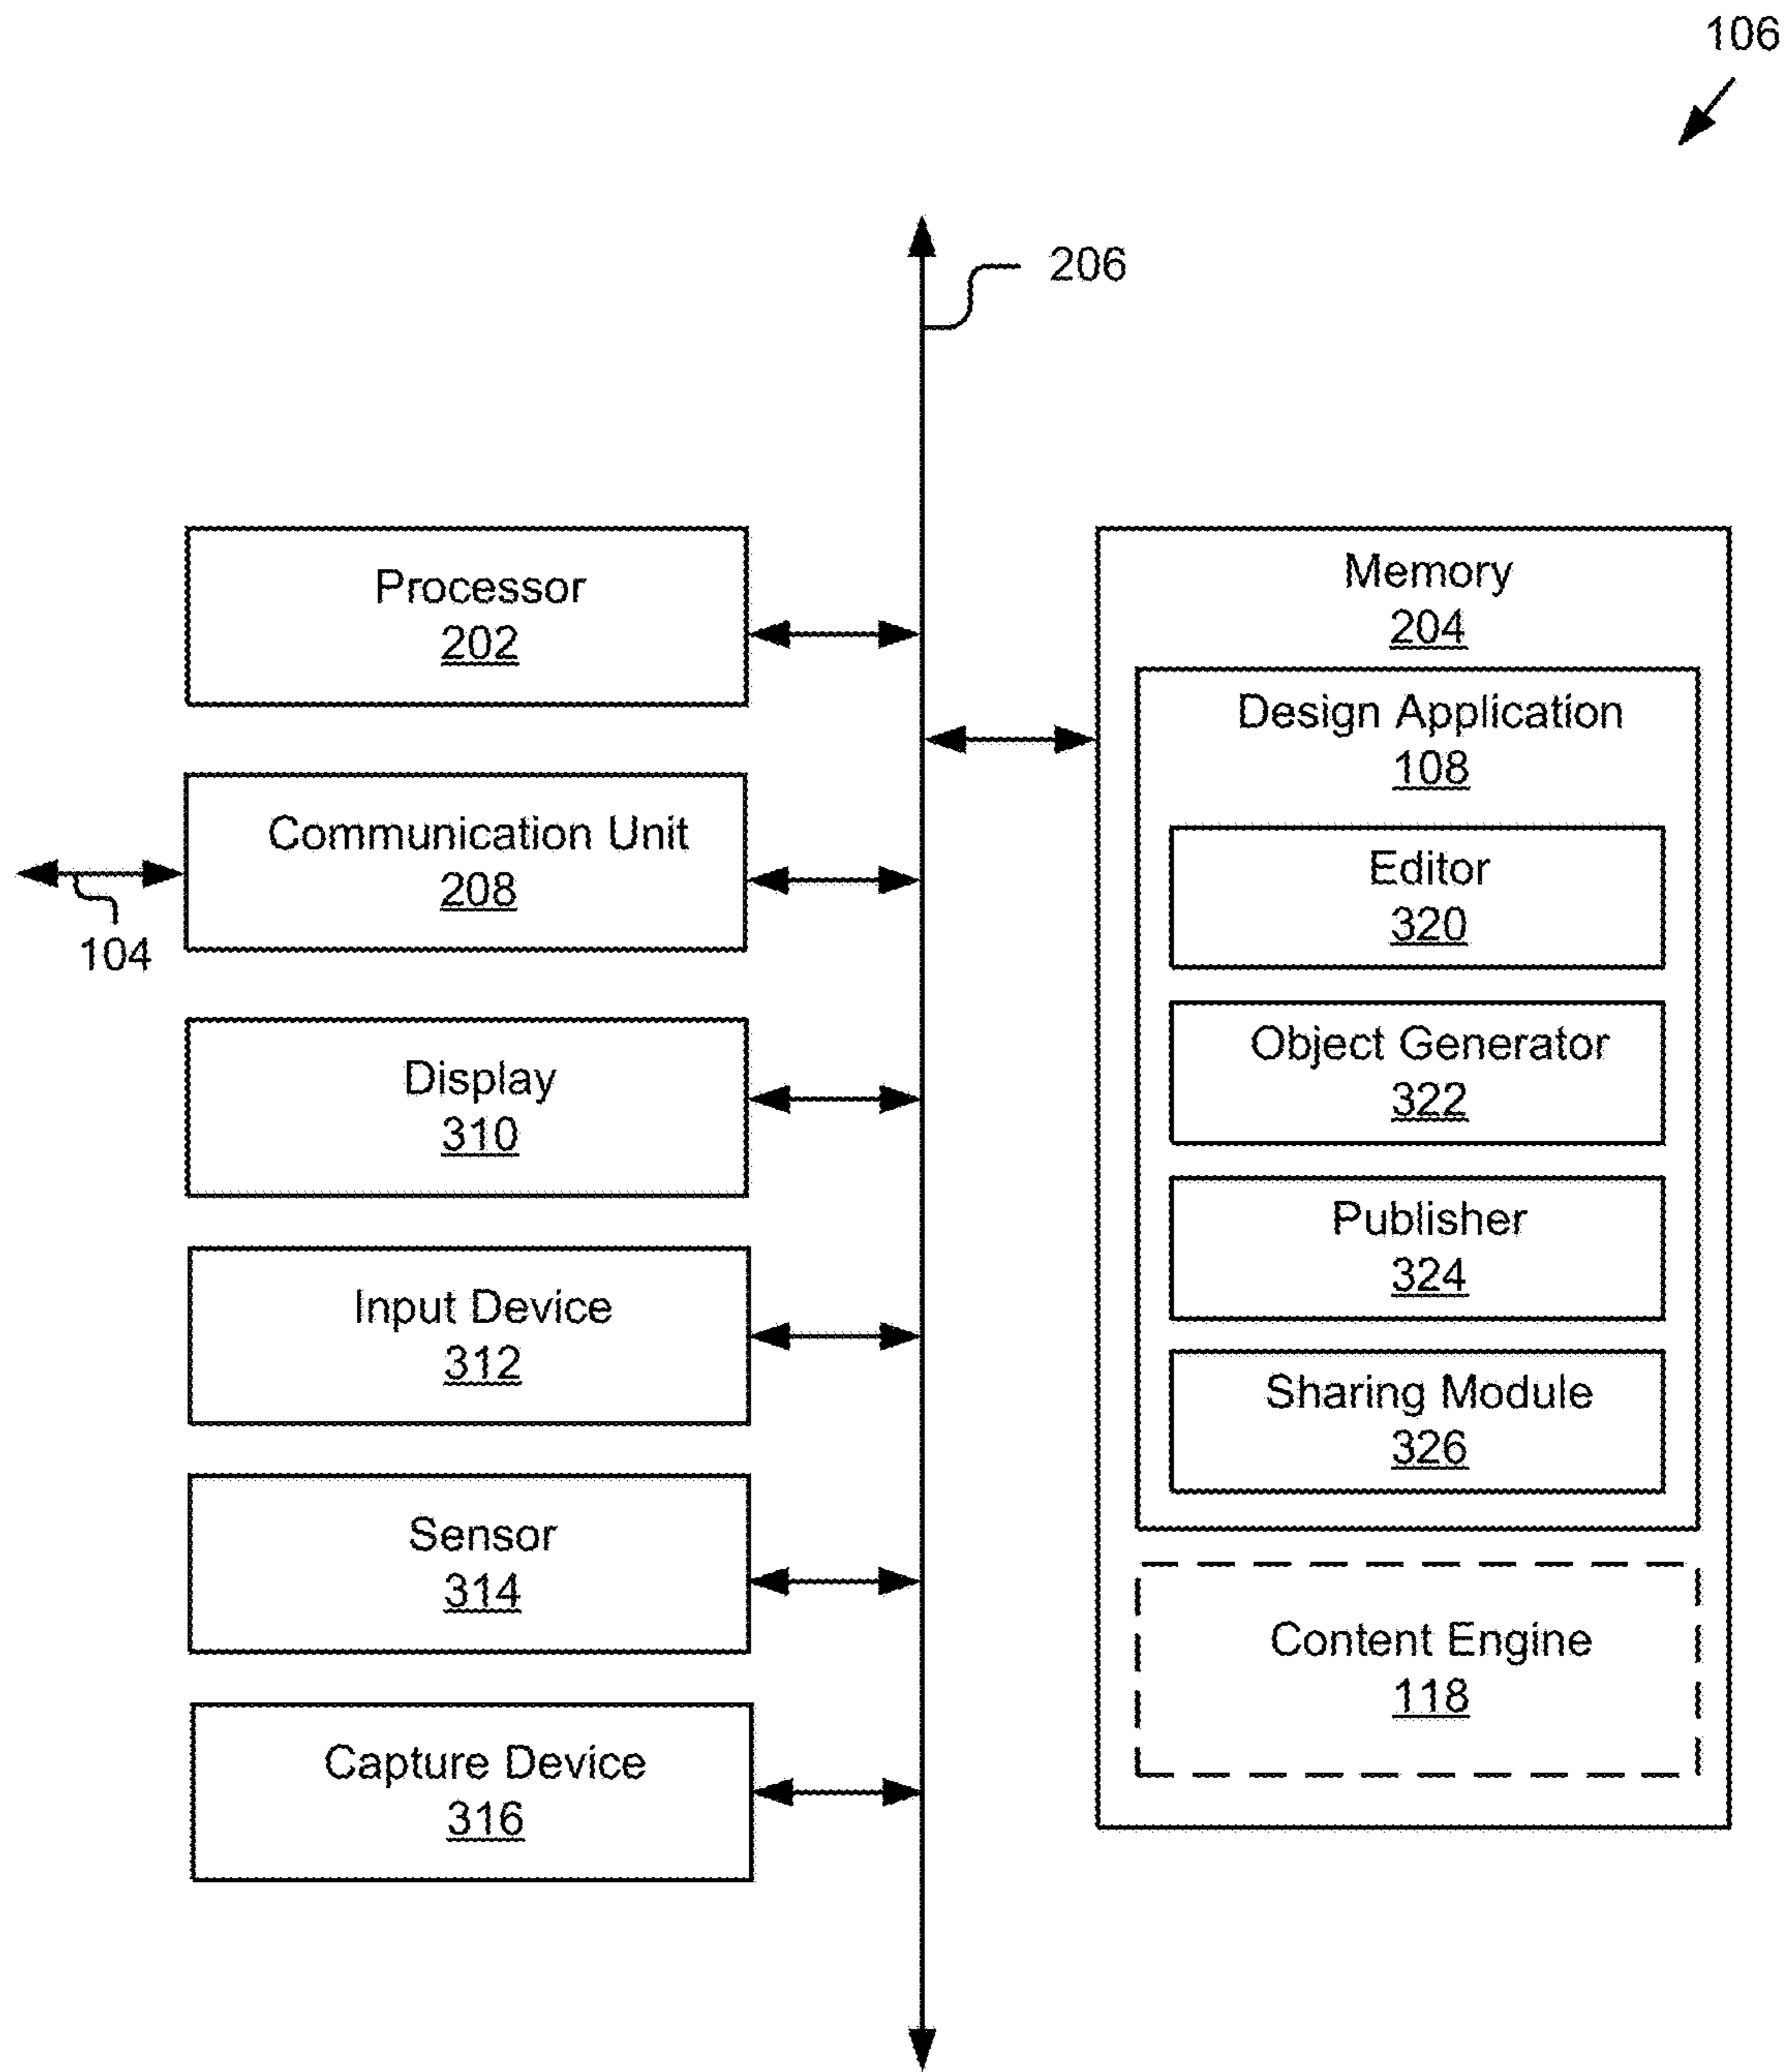 106
206
Processor
202
Communication Unit
208
104
Display
310
Input Device
312
Sensor
314
Capture Device
316
Memory
204
Design Application
108
Editor
320
Object Generator
322
Publisher
324
Sharing Module
326
Content Engine
118